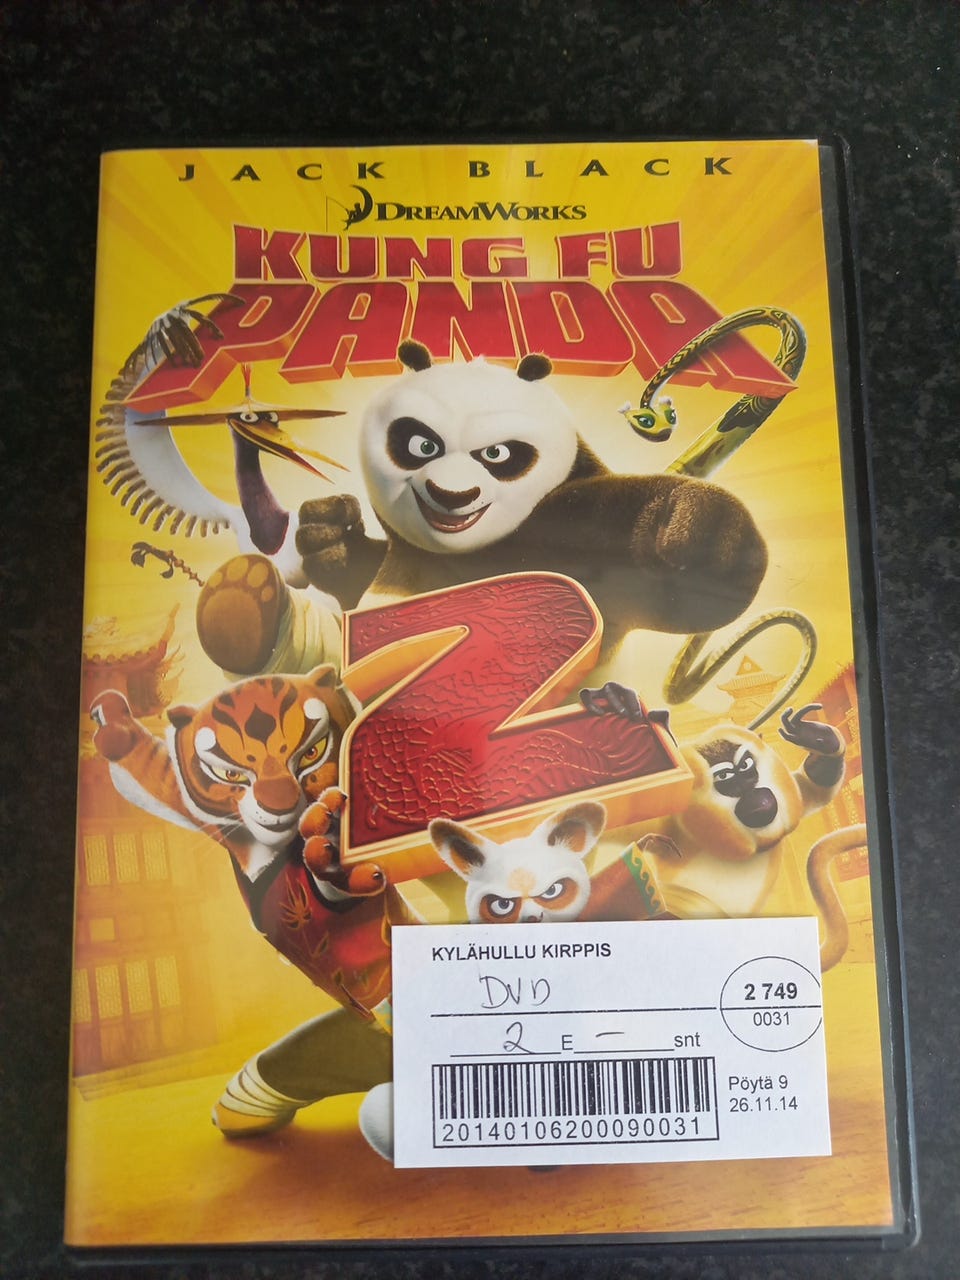 JACK BLACK
DREAMWORKS
KUNG FU
PANDA
2
KYLÄHULLU KIRPPIS
DVD
2 749
0031
2 E — snt
Pöytä 9
26.11.14
20140106200090031